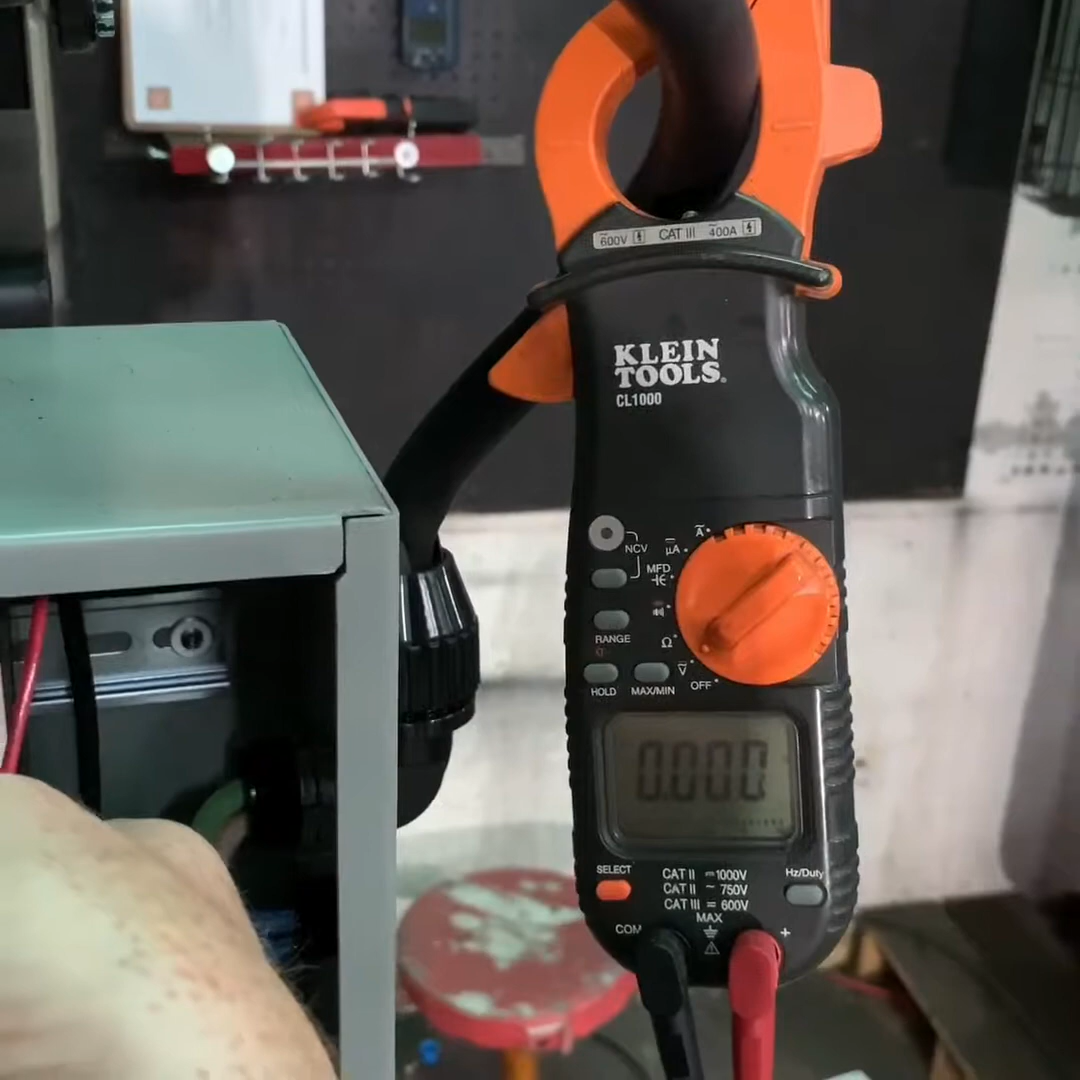 ~600V CAT III ~400A
KLEIN
TOOLS®
CL1000
NCV
Ã
µA
MFD
RANGE
Ω
HOLD
MAX/MIN
V
OFF
0.000
SELECT
CAT II ⎓1000V
CAT II ~ 750V
CAT III = 600V
MAX
Hz/Duty
COM
+